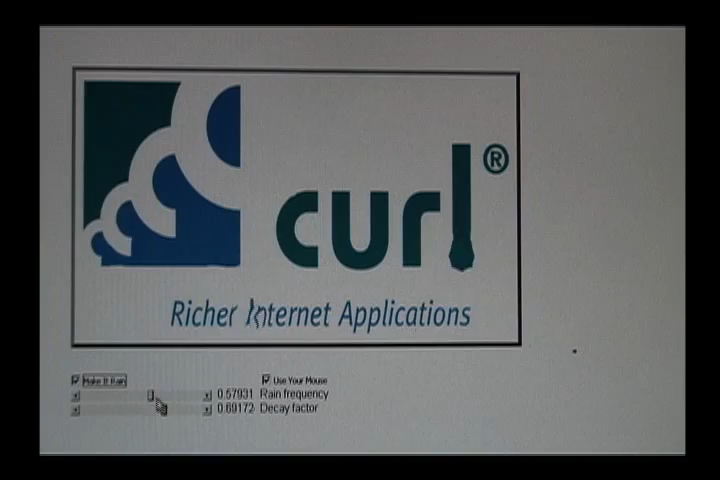 curl®
Richer Internet Applications
Make It Rain
Use Your Mouse
0.57931 Rain frequency
0.69172 Decay factor